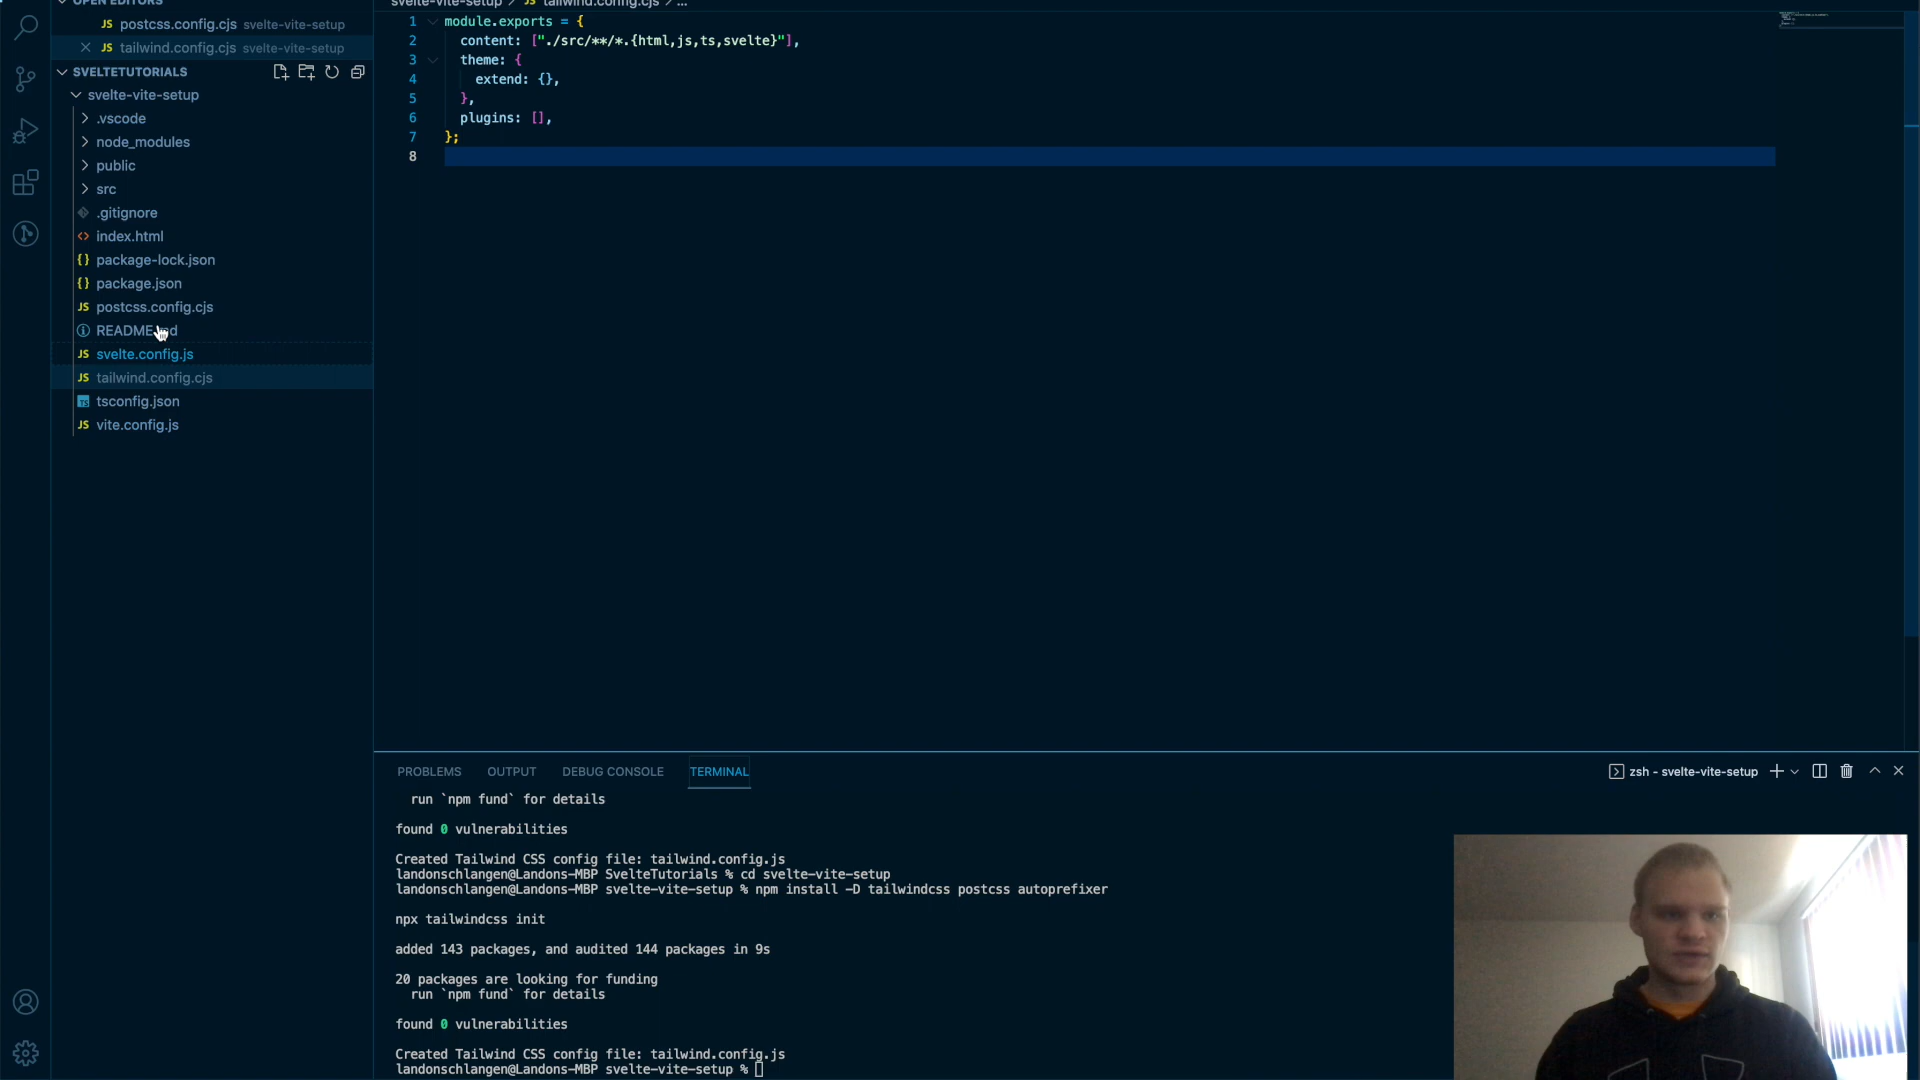 OPEN EDITORS
JS postcss.config.cjs svelte-vite-setup
JS tailwind.config.cjs svelte-vite-setup
SVELTETUTORIALS
svelte-vite-setup
.vscode
node_modules
public
src
.gitignore
<> index.html
{} package-lock.json
{} package.json
JS postcss.config.cjs
README
JS svelte.config.js
JS tailwind.config.cjs
TS tsconfig.json
JS vite.config.js
svelte-vite-setup > JS tailwind.config.cjs > ...
1 module.exports = {
2 content: ["./src/**/*.{html,js,ts,svelte}"],
3 theme: {
4 extend: {},
5 },
6 plugins: [],
7 };
8
PROBLEMS OUTPUT DEBUG CONSOLE TERMINAL
zsh - svelte-vite-setup
run `npm fund` for details
found 0 vulnerabilities
Created Tailwind CSS config file: tailwind.config.js
landonschlangen@Landons-MBP SvelteTutorials % cd svelte-vite-setup
landonschlangen@Landons-MBP svelte-vite-setup % npm install -D tailwindcss postcss autoprefixer
npx tailwindcss init
added 143 packages, and audited 144 packages in 9s
20 packages are looking for funding
run `npm fund` for details
found 0 vulnerabilities
Created Tailwind CSS config file: tailwind.config.js
landonschlangen@Landons-MBP svelte-vite-setup %